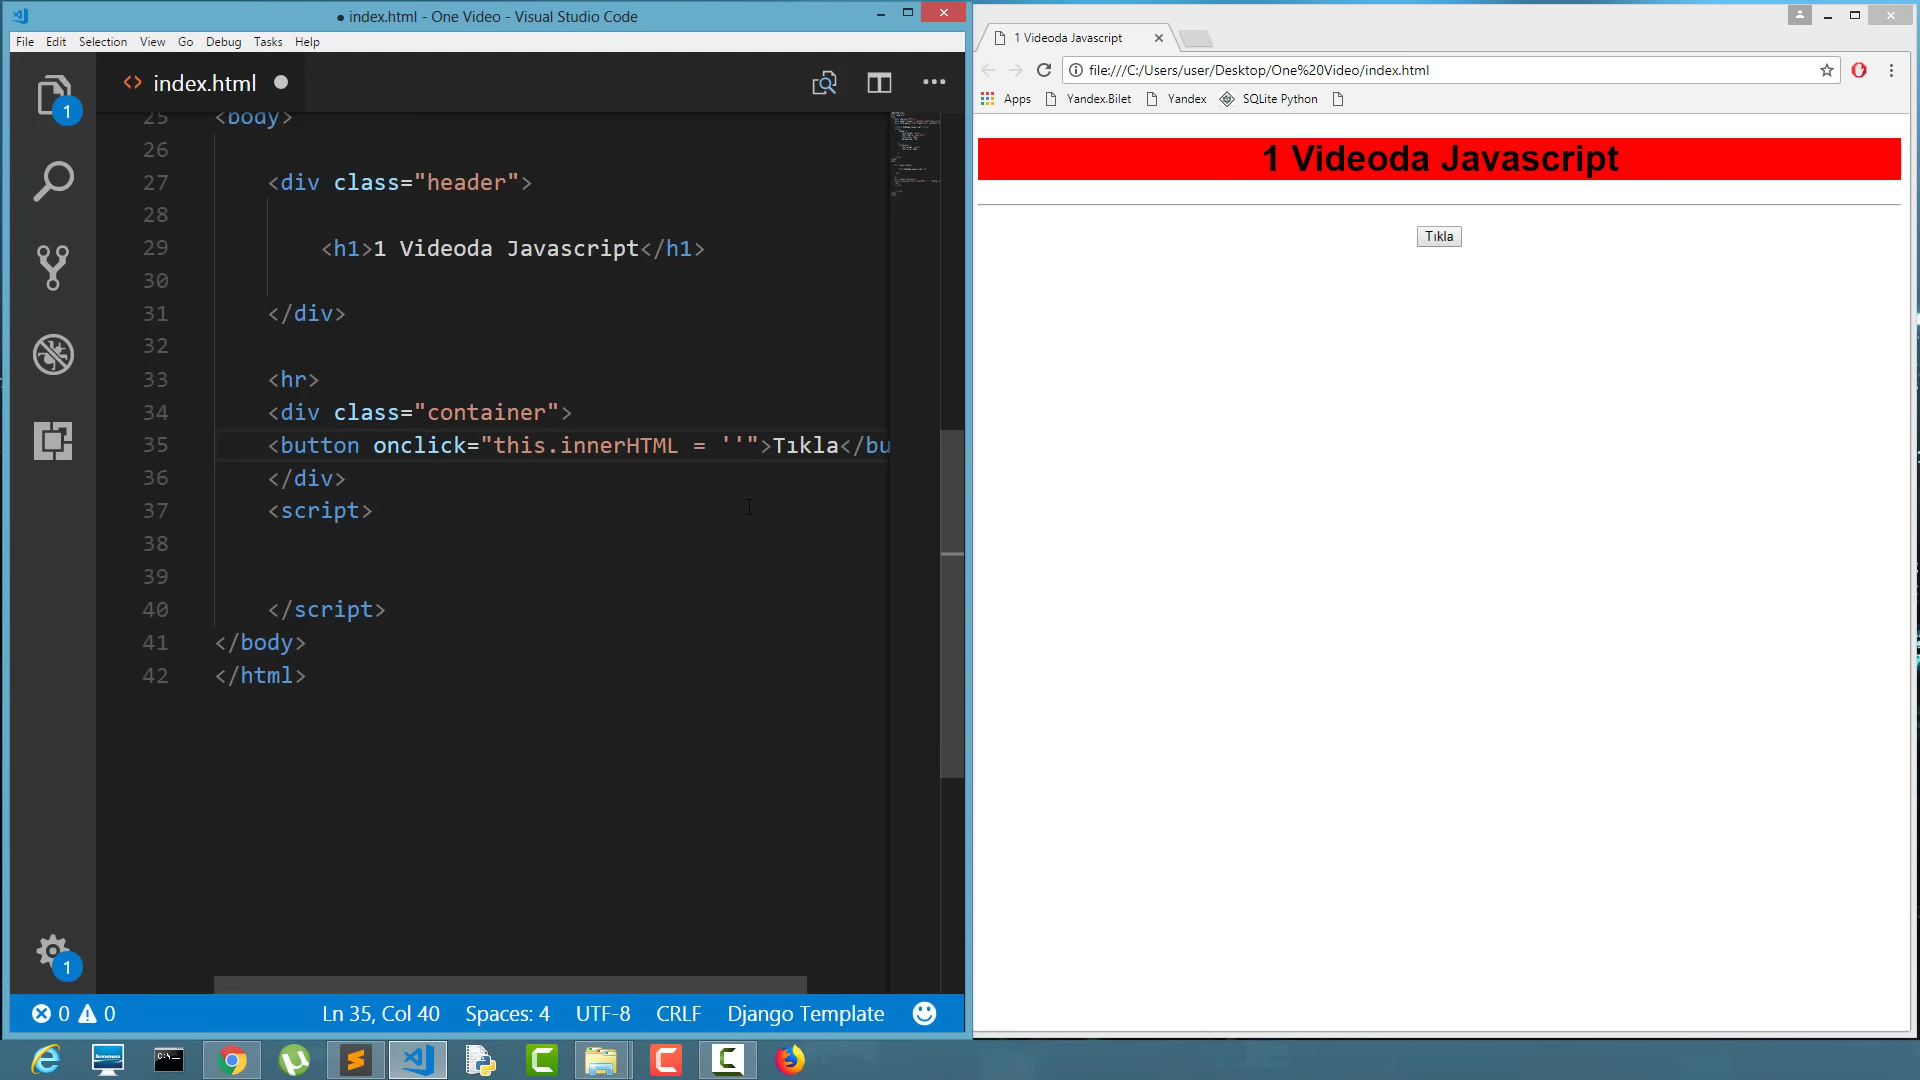 ● index.html - One Video - Visual Studio Code
File Edit Selection View Go Debug Tasks Help
1
<> index.html ●
25 <body>
26
27 <div class="header">
28
29 <h1>1 Videoda Javascript</h1>
30
31 </div>
32
33 <hr>
34 <div class="container">
35 <button onclick="this.innerHTML = ''">Tıkla</bu
36 </div>
37 <script>
38
39
40 </script>
41 </body>
42 </html>
1
0 0 Ln 35, Col 40 Spaces: 4 UTF-8 CRLF Django Template
1 Videoda Javascript
file:///C:/Users/user/Desktop/One%20Video/index.html
Apps Yandex.Bilet Yandex SQLite Python
1 Videoda Javascript
Tıkla